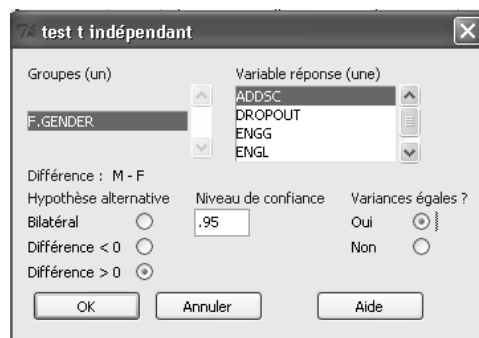 test t indépendant
Groupes (un) Variable réponse (une)
F.GENDER
ADDSC
DROPOUT
ENGG
ENGL
Différence : M - F
Hypothèse alternative Niveau de confiance Variances égales ?
Bilatéral .95 Oui
Différence < 0 Non
Différence > 0
OK Annuler Aide